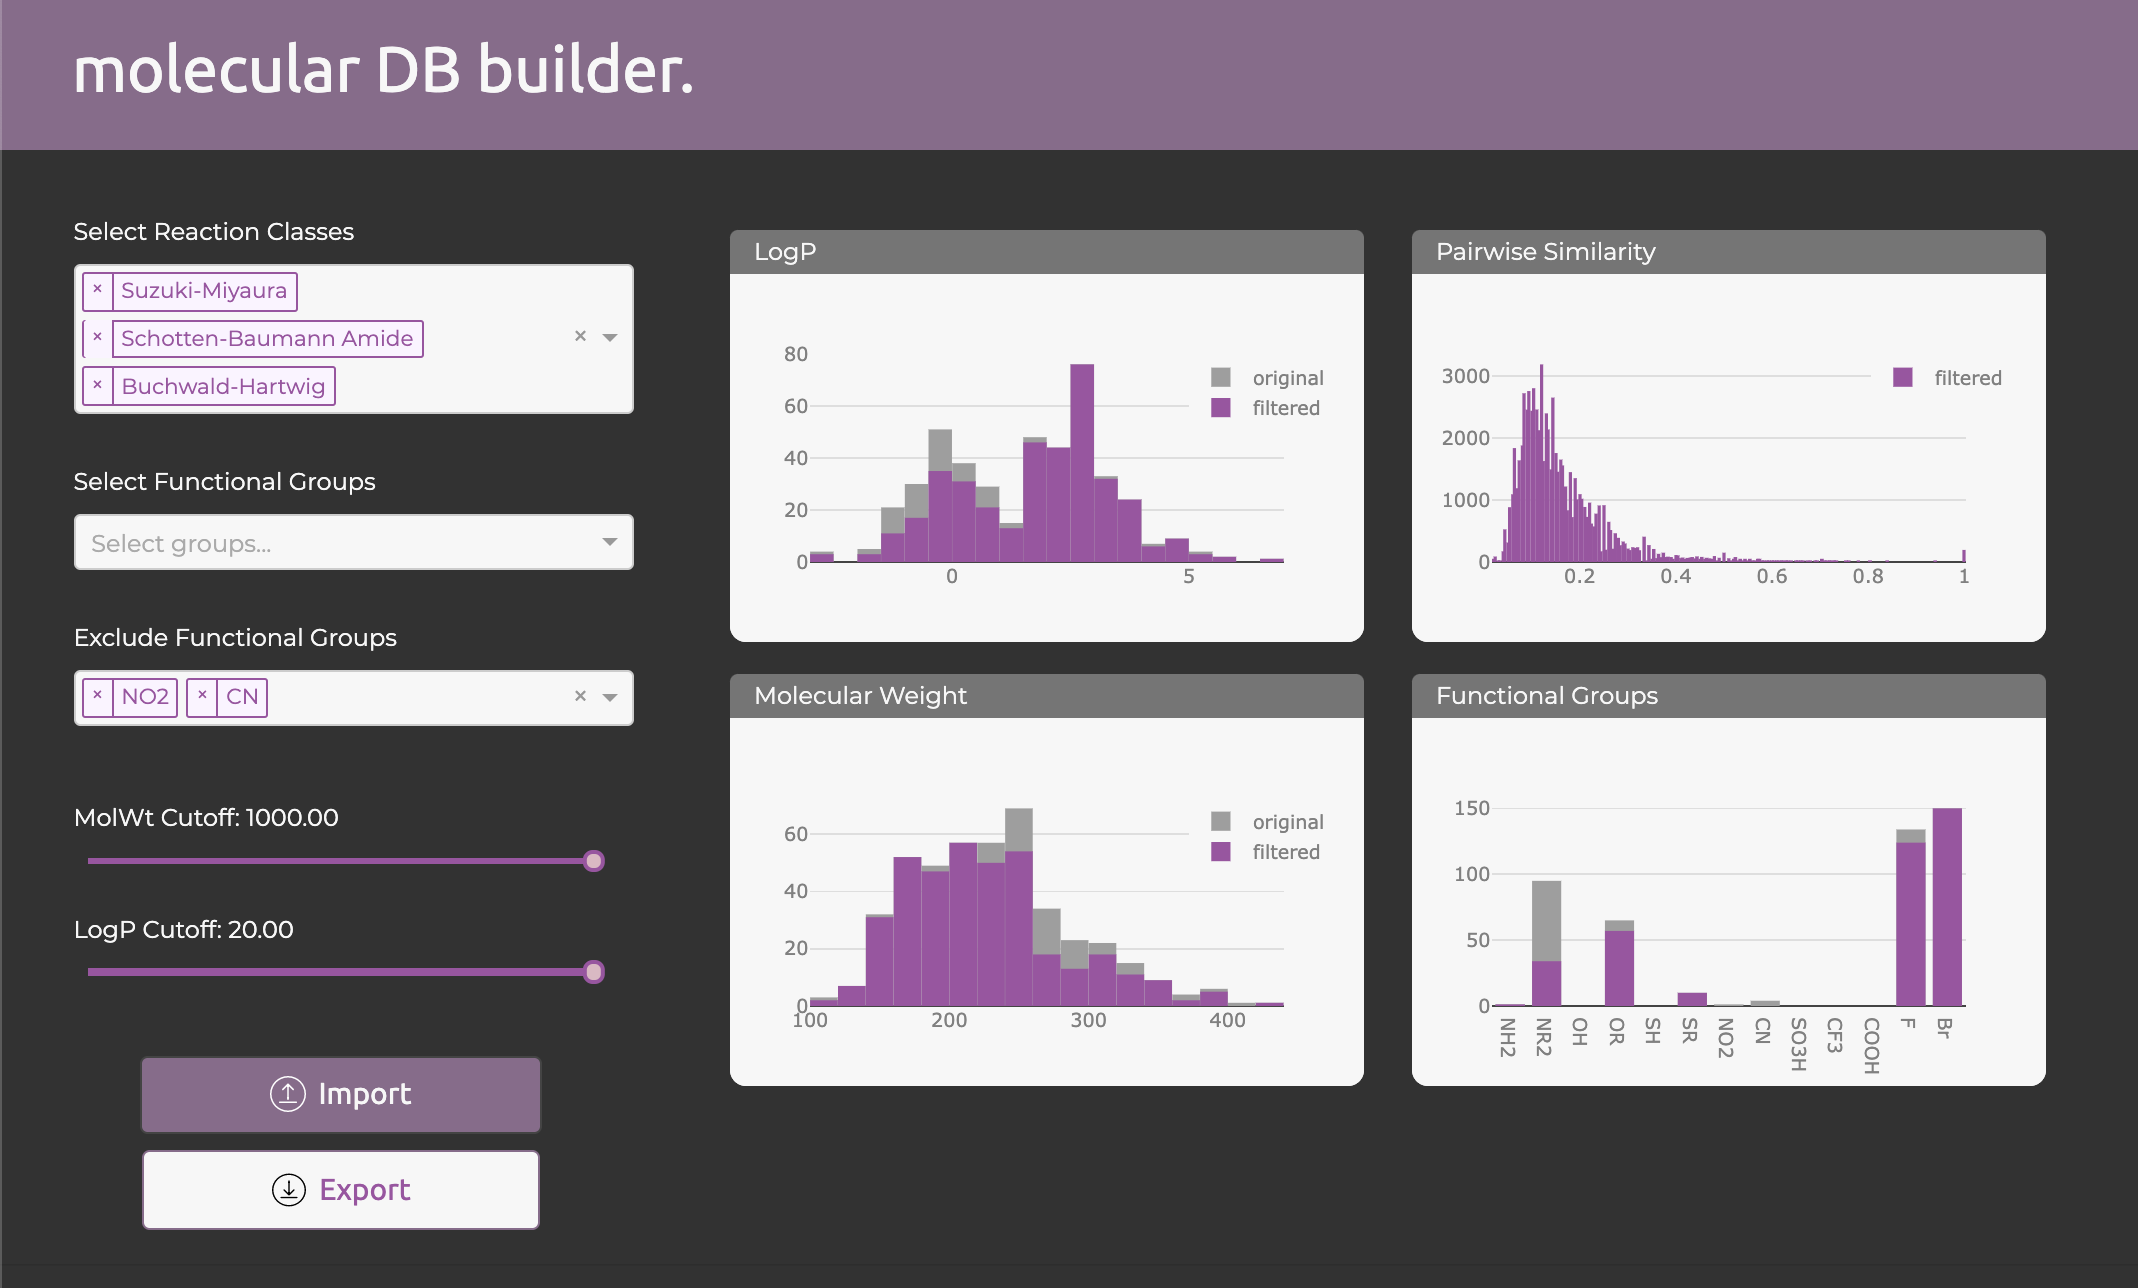 molecular DB builder.
Select Reaction Classes
× Suzuki-Miyaura
× Schotten-Baumann Amide
× Buchwald-Hartwig
×
Select Functional Groups
Select groups...
Exclude Functional Groups
× NO2 × CN ×
MolWt Cutoff: 1000.00
LogP Cutoff: 20.00
Import
Export
LogP
80
60
40
20
0
0 5
original
filtered
Pairwise Similarity
3000
2000
1000
0
0.2 0.4 0.6 0.8 1
filtered
Molecular Weight
60
40
20
0
100 200 300 400
original
filtered
Functional Groups
150
100
50
0
NH2
NR2
OH
OR
SH
SR
NO2
CN
SO3H
CF3
COOH
F
Br